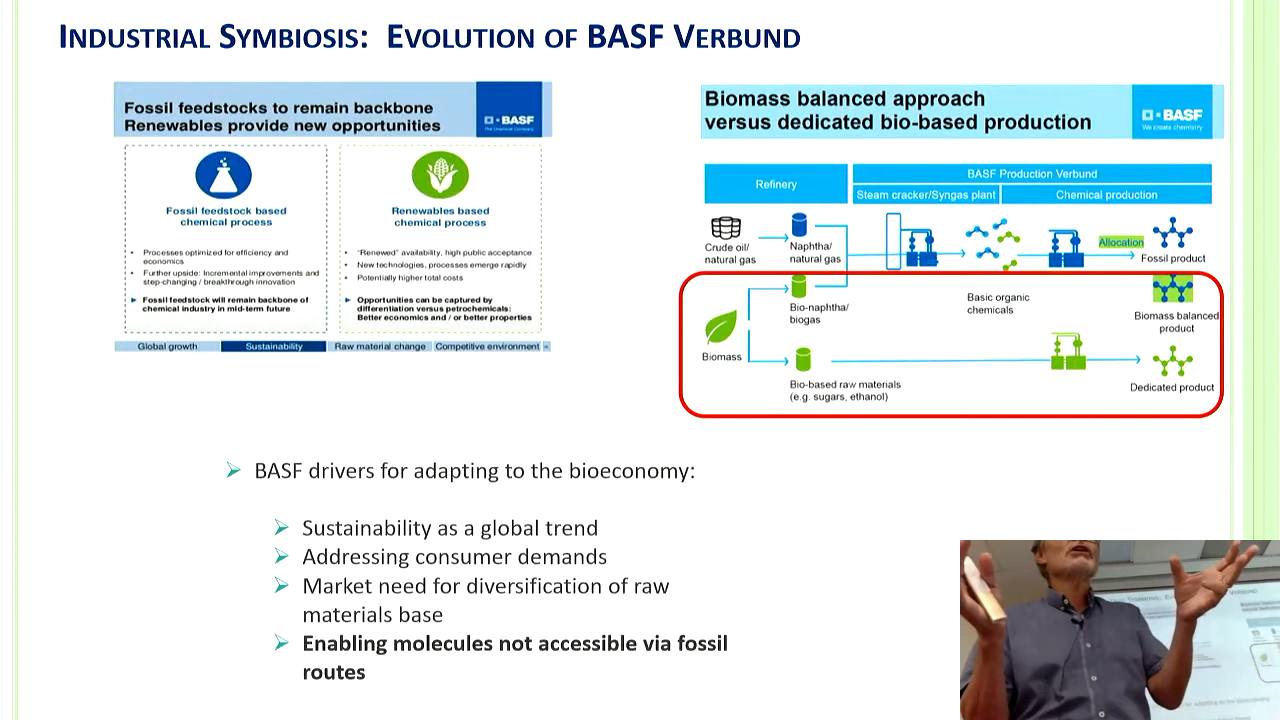 INDUSTRIAL SYMBIOSIS: EVOLUTION OF BASF VERBUND
Fossil feedstocks to remain backbone
Renewables provide new opportunities
BASF
The Chemical Company
Fossil feedstock based
chemical process
Processes optimized for efficiency and
economics
Further upside: Incremental improvements and
step-changing / breakthrough innovation
Fossil feedstock will remain backbone of
chemical industry in mid-term future
Renewables based
chemical process
"Renewed" availability, high public acceptance
New technologies, processes emerge rapidly
Potentially higher total costs
Opportunities can be captured by
differentiation versus petrochemicals:
Better economics and / or better properties
Global growth
Sustainability
Raw material change
Competitive environment
Biomass balanced approach
versus dedicated bio-based production
BASF
We create chemistry
Refinery
BASF Production Verbund
Steam cracker/Syngas plant
Chemical production
Crude oil/
natural gas
Naphtha/
natural gas
Allocation
Fossil product
Bio-naphtha/
biogas
Basic organic
chemicals
Biomass balanced
product
Biomass
Bio-based raw materials
(e.g. sugars, ethanol)
Dedicated product
BASF drivers for adapting to the bioeconomy:
Sustainability as a global trend
Addressing consumer demands
Market need for diversification of raw
materials base
Enabling molecules not accessible via fossil
routes